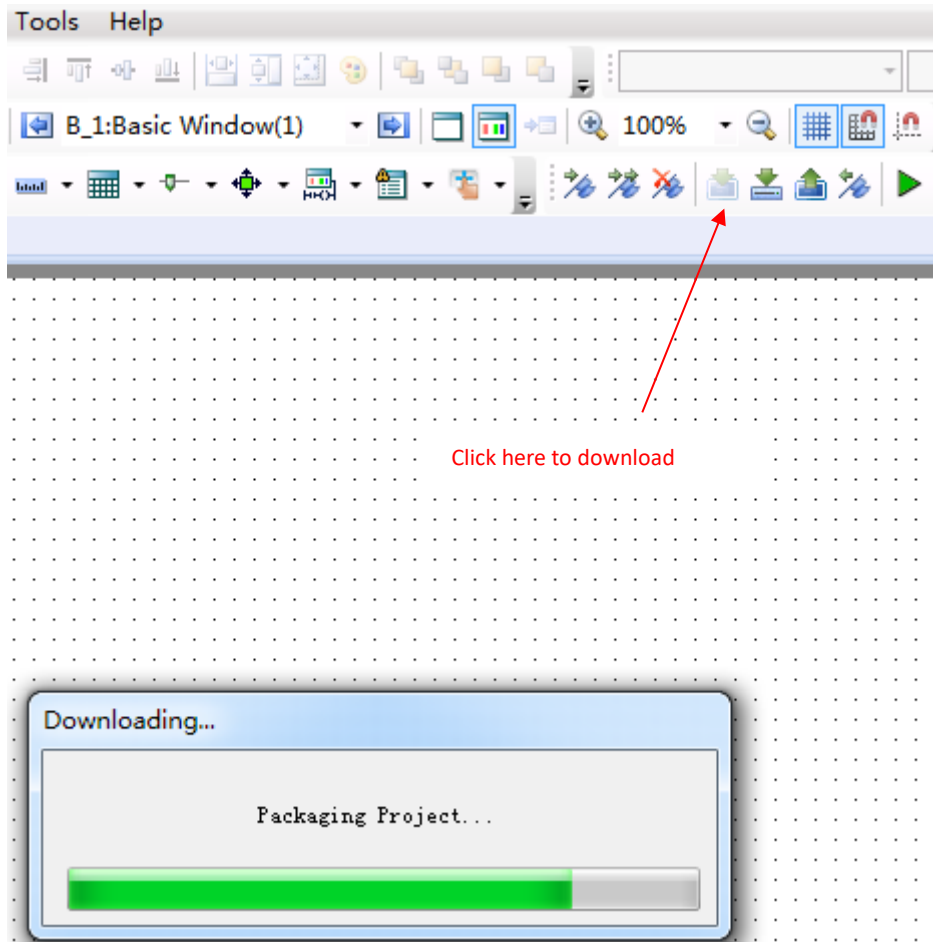 Tools Help
B_1:Basic Window(1) 100%
Click here to download
Downloading...
Packaging Project...